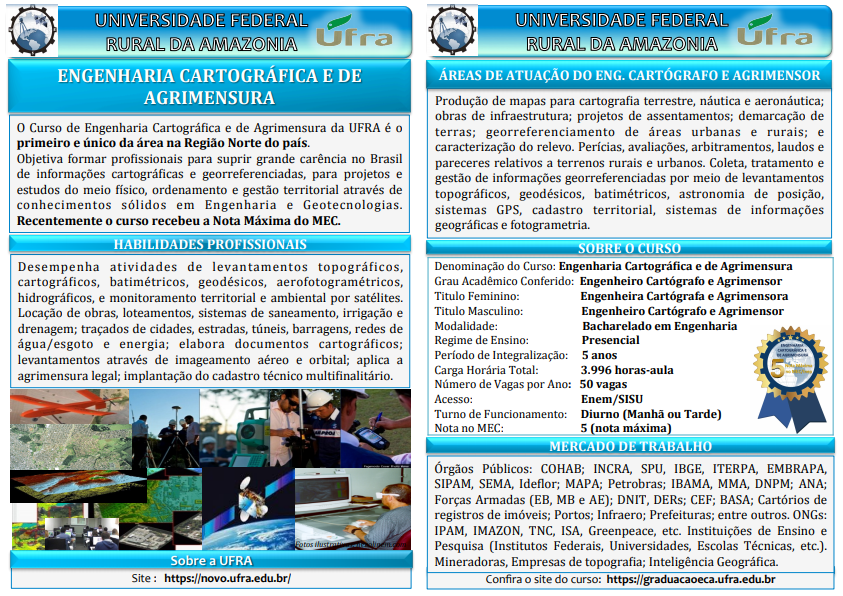 UNIVERSIDADE FEDERAL
RURAL DA AMAZONIA
Ufra
ENGENHARIA CARTOGRÁFICA E DE
AGRIMENSURA
O Curso de Engenharia Cartográfica e de Agrimensura da UFRA é o
primeiro e único da área na Região Norte do país.
Objetiva formar profissionais para suprir grande carência no Brasil
de informações cartográficas e georreferenciadas, para projetos e
estudos do meio físico, ordenamento e gestão territorial através de
conhecimentos sólidos em Engenharia e Geotecnologias.
Recentemente o curso recebeu a Nota Máxima do MEC.
HABILIDADES PROFISSIONAIS
Desempenha atividades de levantamentos topográficos,
cartográficos, batimétricos, geodésicos, aerofotogramétricos,
hidrográficos, e monitoramento territorial e ambiental por satélites.
Locação de obras, loteamentos, sistemas de saneamento, irrigação e
drenagem; traçados de cidades, estradas, túneis, barragens, redes de
água/esgoto e energia; elabora documentos cartográficos;
levantamentos através de imageamento aéreo e orbital; aplica a
agrimensura legal; implantação do cadastro técnico multifinalitário.
Fotos ilustrativas
Sobre a UFRA
Site : https://novo.ufra.edu.br/
UNIVERSIDADE FEDERAL
RURAL DA AMAZONIA
Ufra
ÁREAS DE ATUAÇÃO DO ENG. CARTÓGRAFO E AGRIMENSOR
Produção de mapas para cartografia terrestre, náutica e aeronáutica;
obras de infraestrutura; projetos de assentamentos; demarcação de
terras; georreferenciamento de áreas urbanas e rurais; e
caracterização do relevo. Perícias, avaliações, arbitramentos, laudos e
pareceres relativos a terrenos rurais e urbanos. Coleta, tratamento e
gestão de informações georreferenciadas por meio de levantamentos
topográficos, geodésicos, batimétricos, astronomia de posição,
sistemas GPS, cadastro territorial, sistemas de informações
geográficas e fotogrametria.
SOBRE O CURSO
Denominação do Curso: Engenharia Cartográfica e de Agrimensura
Grau Acadêmico Conferido: Engenheiro Cartógrafo e Agrimensor
Titulo Feminino: Engenheira Cartógrafa e Agrimensora
Titulo Masculino: Engenheiro Cartógrafo e Agrimensor
Modalidade: Bacharelado em Engenharia
Regime de Ensino: Presencial
Período de Integralização: 5 anos
Carga Horária Total: 3.996 horas-aula
Número de Vagas por Ano: 50 vagas
Acesso: Enem/SISU
Turno de Funcionamento: Diurno (Manhã ou Tarde)
Nota no MEC: 5 (nota máxima)
5
MERCADO DE TRABALHO
Órgãos Públicos: COHAB; INCRA, SPU, IBGE, ITERPA, EMBRAPA,
SIPAM, SEMA, Ideflor; MAPA; Petrobras; IBAMA, MMA, DNPM; ANA;
Forças Armadas (EB, MB e AE); DNIT, DERs; CEF; BASA; Cartórios de
registros de imóveis; Portos; Infraero; Prefeituras; entre outros. ONGs:
IPAM, IMAZON, TNC, ISA, Greenpeace, etc. Instituições de Ensino e
Pesquisa (Institutos Federais, Universidades, Escolas Técnicas, etc.).
Mineradoras, Empresas de topografia; Inteligência Geográfica.
Confira o site do curso: https://graduacaoeca.ufra.edu.br